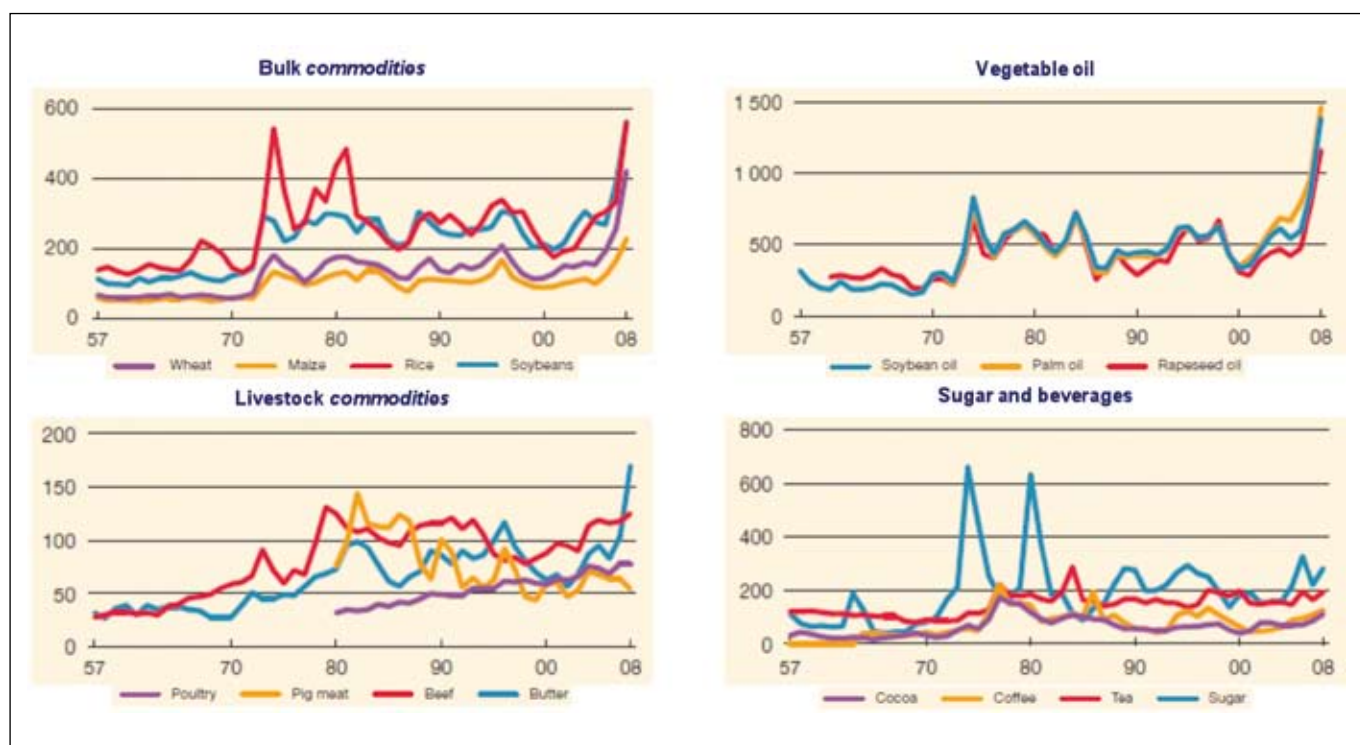 Bulk commodities
600
400
200
0
57 70 80 90 00 08
Wheat Maize Rice Soybeans
Vegetable oil
1 500
1 000
500
0
57 70 80 90 00 08
Soybean oil Palm oil Rapeseed oil
Livestock commodities
200
150
100
50
0
57 70 80 90 00 08
Poultry Pig meat Beef Butter
Sugar and beverages
800
600
400
200
0
57 70 80 90 00 08
Cocoa Coffee Tea Sugar